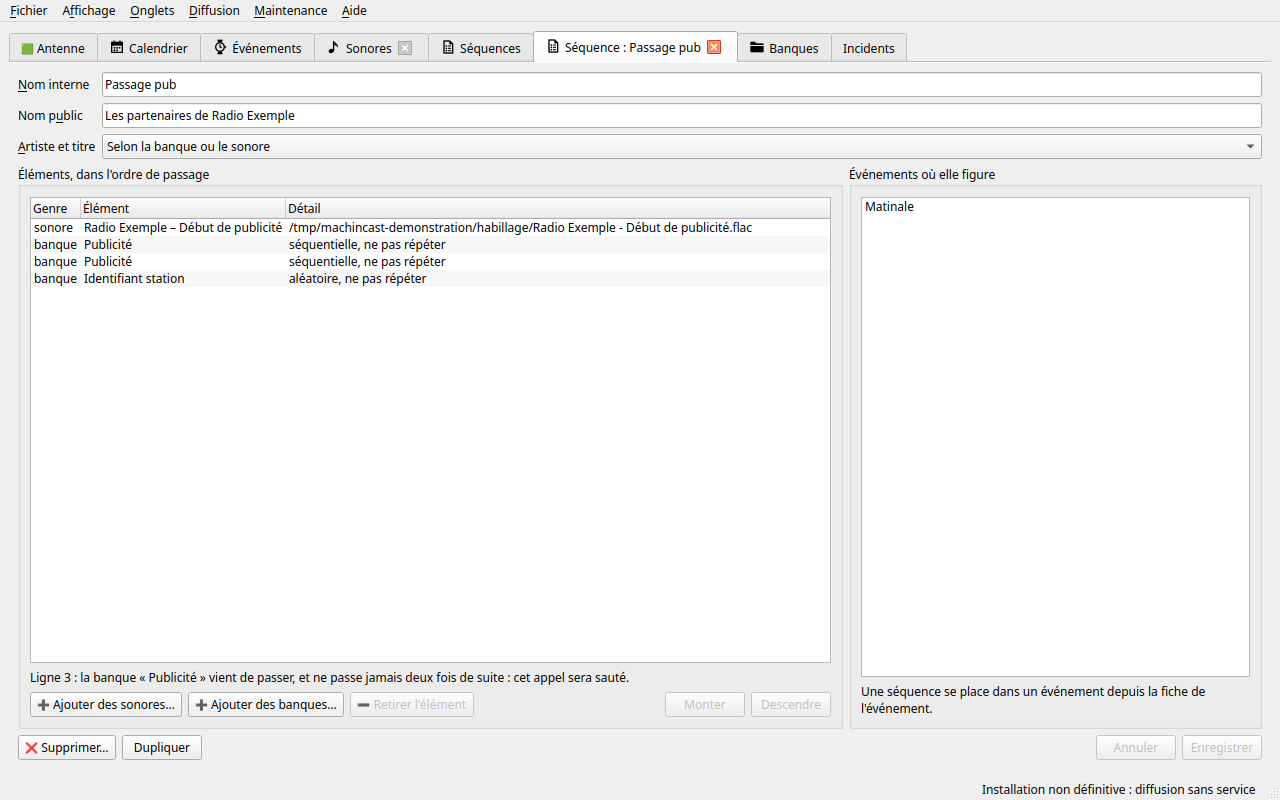 Fichier Affichage Onglets Diffusion Maintenance Aide
Antenne Calendrier Événements Sonores Séquences Séquence : Passage pub Banques Incidents
Nom interne Passage pub
Nom public Les partenaires de Radio Exemple
Artiste et titre Selon la banque ou le sonore
Éléments, dans l'ordre de passage
Genre Élément Détail
sonore Radio Exemple – Début de publicité /tmp/machincast-demonstration/habillage/Radio Exemple - Début de publicité.flac
banque Publicité séquentielle, ne pas répéter
banque Publicité séquentielle, ne pas répéter
banque Identifiant station aléatoire, ne pas répéter
Ligne 3 : la banque « Publicité » vient de passer, et ne passe jamais deux fois de suite : cet appel sera sauté.
Ajouter des sonores... Ajouter des banques... Retirer l'élément Monter Descendre
Événements où elle figure
Matinale
Une séquence se place dans un événement depuis la fiche de
l'événement.
Supprimer... Dupliquer Annuler Enregistrer
Installation non définitive : diffusion sans service